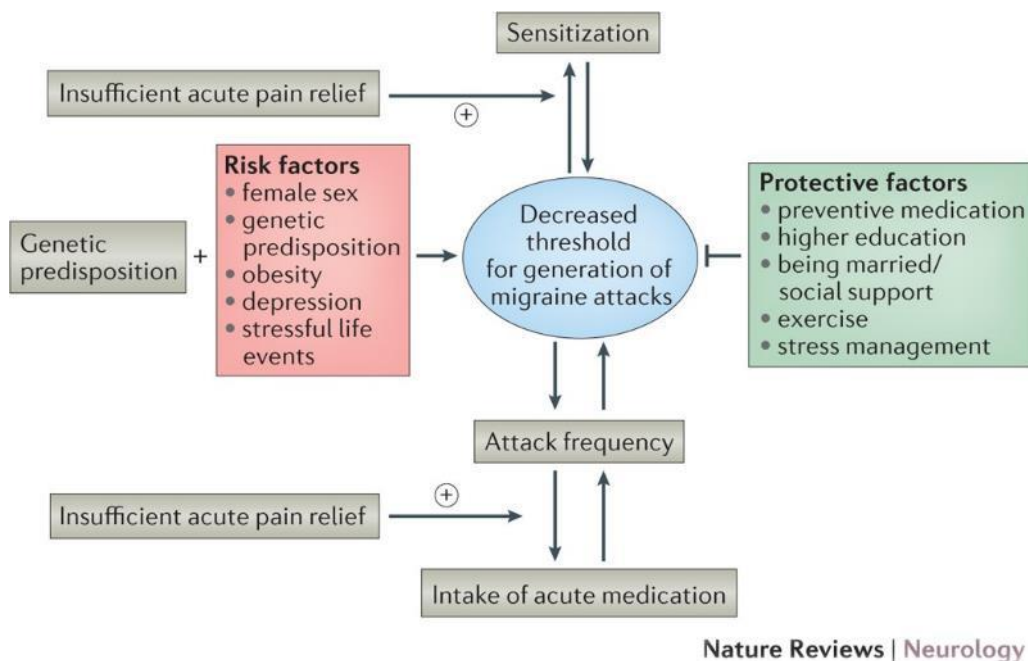 Sensitization
Insufficient acute pain relief
+
Risk factors
• female sex
• genetic
predisposition
• obesity
• depression
• stressful life
events
Genetic
predisposition
+
Decreased
threshold
for generation of
migraine attacks
Protective factors
• preventive medication
• higher education
• being married/
social support
• exercise
• stress management
Attack frequency
+
Insufficient acute pain relief
Intake of acute medication
Nature Reviews | Neurology